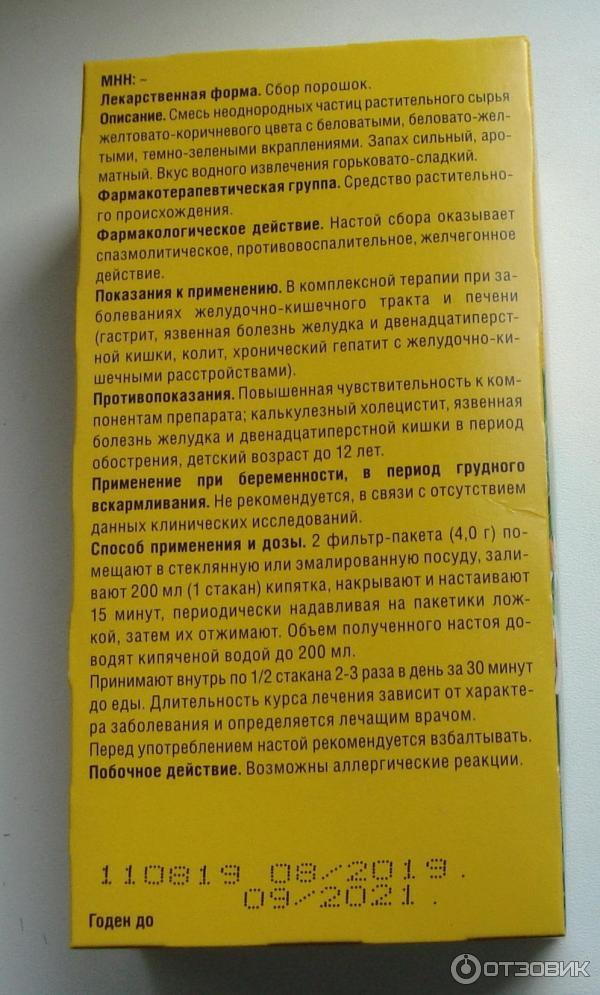 МНН: –
Лекарственная форма. Сбор порошок.
Описание. Смесь неоднородных частиц растительного сырья
желтовато-коричневого цвета с беловатыми, беловато-жел-
тыми, темно-зелеными вкраплениями. Запах сильный, аро-
матный. Вкус водного извлечения горьковато-сладкий.
Фармакотерапевтическая группа. Средство растительно-
го происхождения.
Фармакологическое действие. Настой сбора оказывает
спазмолитическое, противовоспалительное, желчегонное
действие.
Показания к применению. В комплексной терапии при за-
болеваниях желудочно-кишечного тракта и печени
(гастрит, язвенная болезнь желудка и двенадцатиперст-
ной кишки, колит, хронический гепатит с желудочно-ки-
шечными расстройствами).
Противопоказания. Повышенная чувствительность к ком-
понентам препарата; калькулезный холецистит, язвенная
болезнь желудка и двенадцатиперстной кишки в период
обострения, детский возраст до 12 лет.
Применение при беременности, в период грудного
вскармливания. Не рекомендуется, в связи с отсутствием
данных клинических исследований.
Способ применения и дозы. 2 фильтр-пакета (4,0 г) по-
мещают в стеклянную или эмалированную посуду, зали-
вают 200 мл (1 стакан) кипятка, накрывают и настаивают
15 минут, периодически надавливая на пакетики лож-
кой, затем их отжимают. Объем полученного настоя до-
водят кипяченой водой до 200 мл.
Принимают внутрь по 1/2 стакана 2-3 раза в день за 30 минут
до еды. Длительность курса лечения зависит от характе-
ра заболевания и определяется лечащим врачом.
Перед употреблением настой рекомендуется взбалтывать.
Побочное действие. Возможны аллергические реакции.
110819 08/2019.
09/2021.
Годен до
ОТЗОВИК